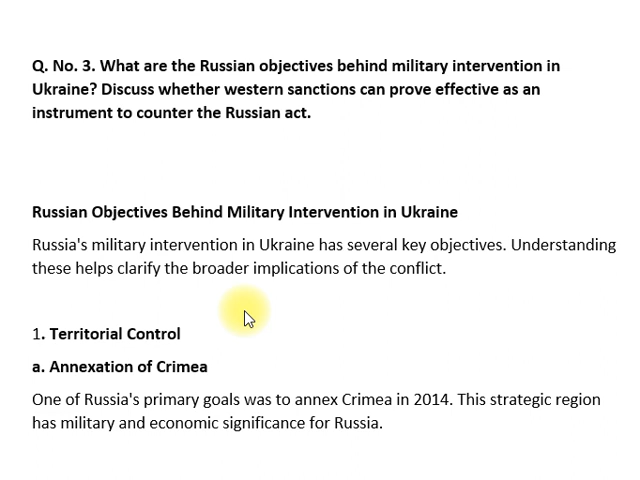 Q. No. 3. What are the Russian objectives behind military intervention in
Ukraine? Discuss whether western sanctions can prove effective as an
instrument to counter the Russian act.
Russian Objectives Behind Military Intervention in Ukraine
Russia's military intervention in Ukraine has several key objectives. Understanding
these helps clarify the broader implications of the conflict.
1. Territorial Control
a. Annexation of Crimea
One of Russia's primary goals was to annex Crimea in 2014. This strategic region
has military and economic significance for Russia.